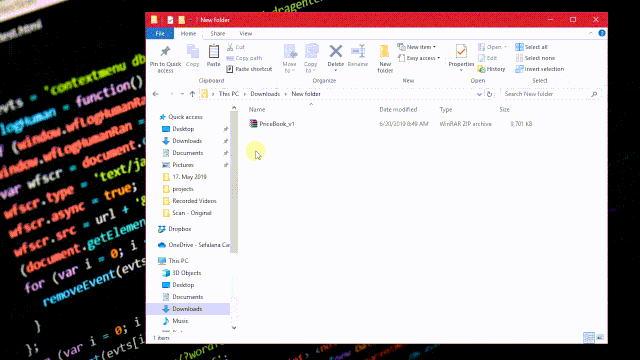 dragenter
est.html
New folder
File
Home
Share
View
Pin to Quick access
Copy
Paste
Cut
Copy path
Paste shortcut
Move to
Copy to
Delete
Rename
New folder
New item
Easy access
Properties
Open
Edit
History
Select all
Select none
Invert selection
Clipboard
Organize
New
Open
Select
This PC > Downloads > New folder
Search New folder
Name
Date modified
Type
Size
PriceBook_v1
6/20/2019 8:49 AM
WinRAR ZIP archive
9,701 KB
Quick access
Desktop
Downloads
Documents
Pictures
17. May 2019
projects
Recorded Videos
Scan - Original
Dropbox
OneDrive - Sefalana Ca
This PC
3D Objects
Desktop
Documents
Downloads
Music
1 item
evts = 'contextmenu db
logHuman = function()
(window.wfLogHumanRan
window.wfLogHumanRan =
var wfscr = document.
wfscr.type = 'text/ja
wfscr.async = true;
wfscr.src = url + '
(document.getElemen
for (var i = 0; i
removeEvent(evts[
}
(var i = 0; i